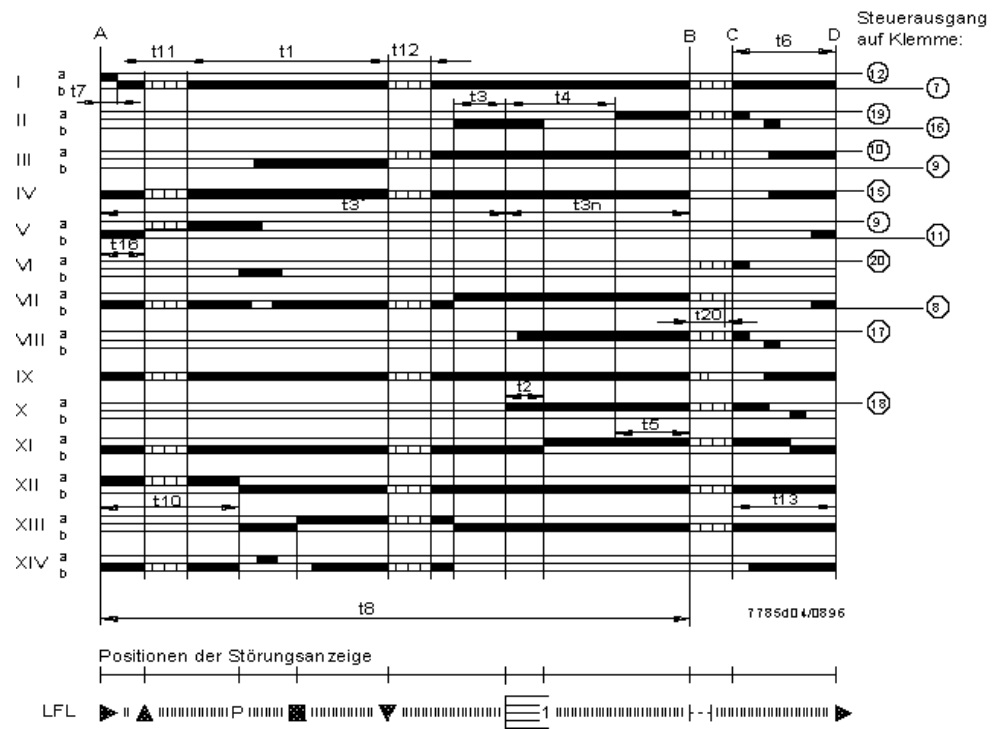 Steuerausgang
auf Klemme:
A t11 t1 t12 B C t6 D
I a b t7 12 7
II a b t3 t4 19 16
III a b 10 9
IV 15
t3' t3n
V a b 9 11
t16
VI a b 20
VII a b 8
t20
VIII a b 17
IX
t2
X a b 18
t5
XI a b
XII a b
t10 t13
XIII a b
XIV a b
t8
7785d04/0896
Positionen der Störungsanzeige
LFL P 1